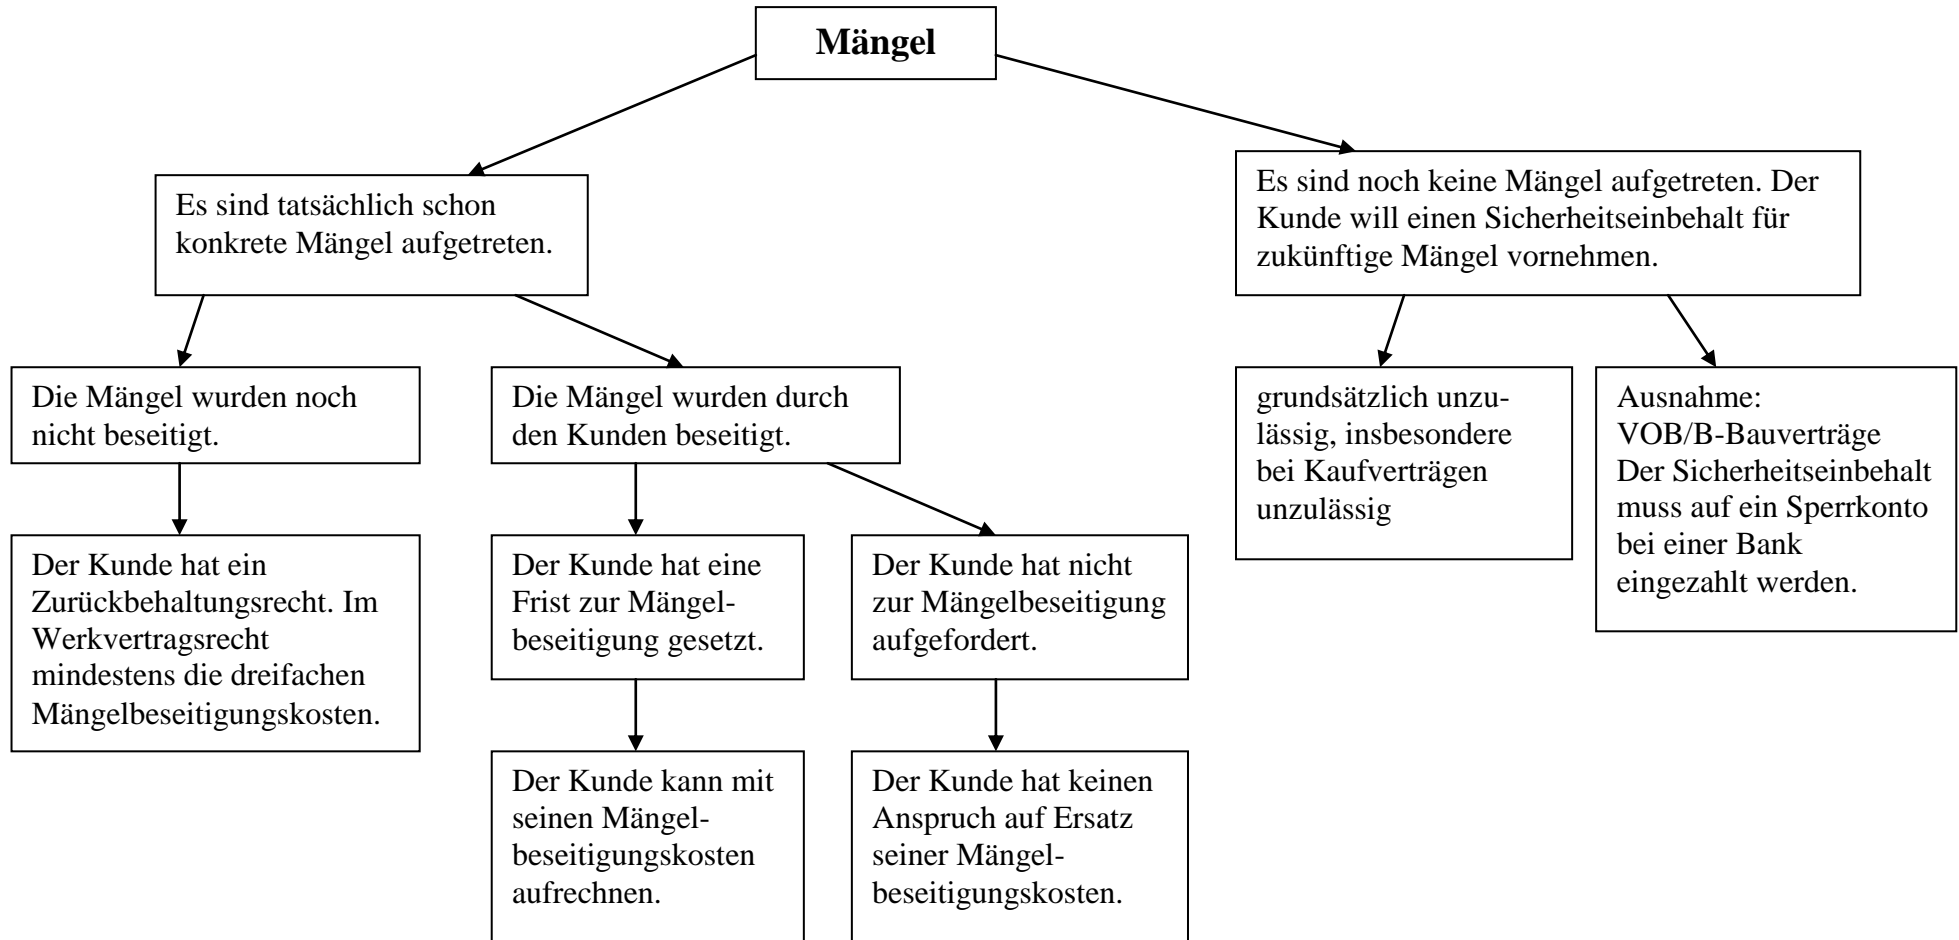 Mängel
Es sind tatsächlich schon
konkrete Mängel aufgetreten.
Es sind noch keine Mängel aufgetreten. Der
Kunde will einen Sicherheitseinbehalt für
zukünftige Mängel vornehmen.
Die Mängel wurden noch
nicht beseitigt.
Die Mängel wurden durch
den Kunden beseitigt.
grundsätzlich unzu-
lässig, insbesondere
bei Kaufverträgen
unzulässig
Ausnahme:
VOB/B-Bauverträge
Der Sicherheitseinbehalt
muss auf ein Sperrkonto
bei einer Bank
eingezahlt werden.
Der Kunde hat ein
Zurückbehaltungsrecht. Im
Werkvertragsrecht
mindestens die dreifachen
Mängelbeseitigungskosten.
Der Kunde hat eine
Frist zur Mängel-
beseitigung gesetzt.
Der Kunde hat nicht
zur Mängelbeseitigung
aufgefordert.
Der Kunde kann mit
seinen Mängel-
beseitigungskosten
aufrechnen.
Der Kunde hat keinen
Anspruch auf Ersatz
seiner Mängel-
beseitigungskosten.